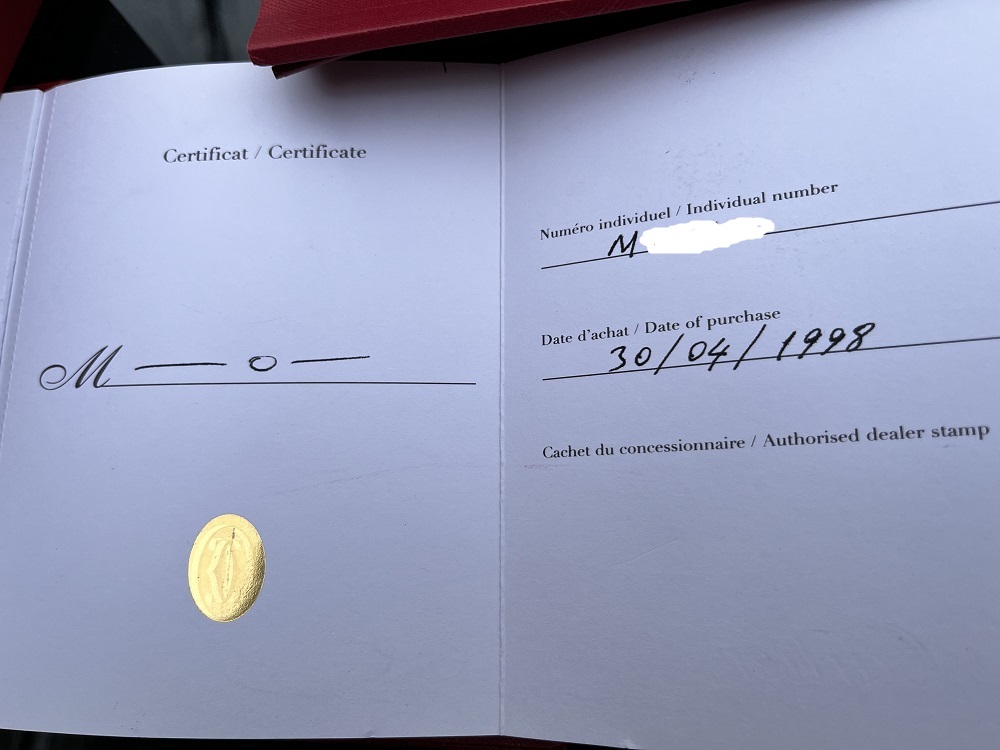 Certificat / Certificate
M — o —
Numéro individuel / Individual number
M
Date d'achat / Date of purchase
30/04/1998
Cachet du concessionnaire / Authorised dealer stamp